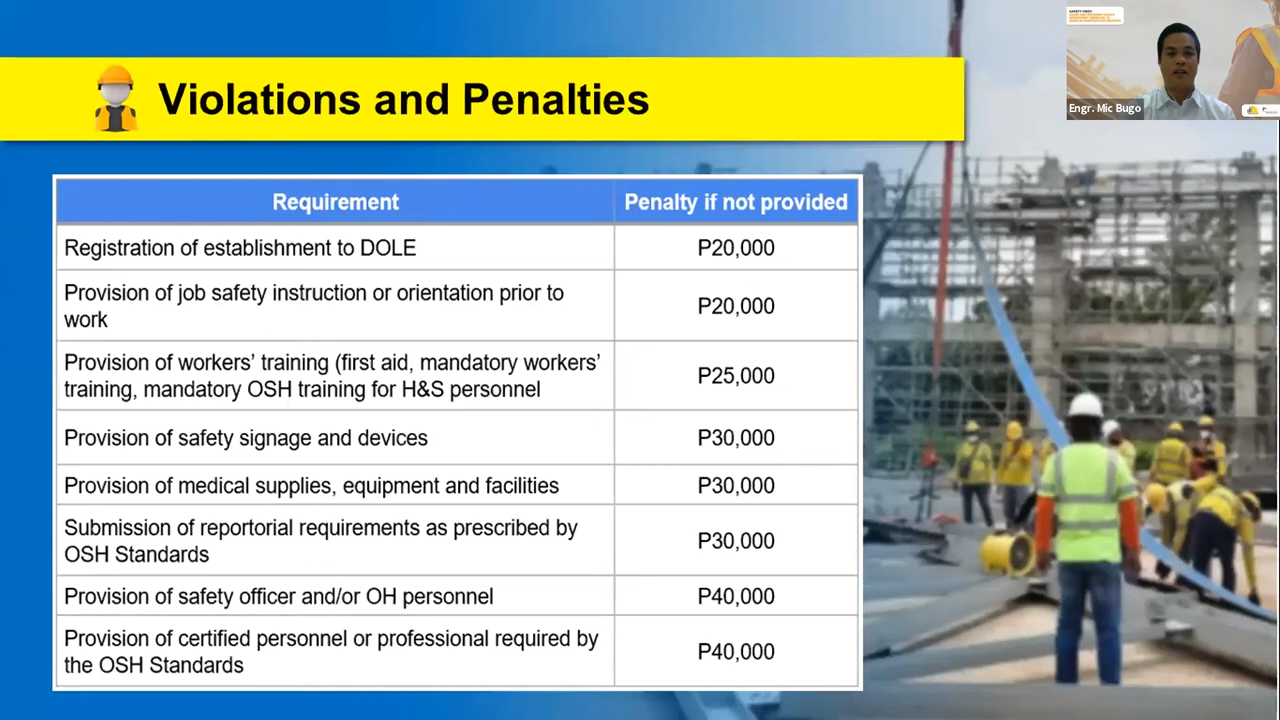 Violations and Penalties
Engr. Mic Bugo
Requirement
Penalty if not provided
Registration of establishment to DOLE
P20,000
Provision of job safety instruction or orientation prior to
work
P20,000
Provision of workers’ training (first aid, mandatory workers’
training, mandatory OSH training for H&S personnel
P25,000
Provision of safety signage and devices
P30,000
Provision of medical supplies, equipment and facilities
P30,000
Submission of reportorial requirements as prescribed by
OSH Standards
P30,000
Provision of safety officer and/or OH personnel
P40,000
Provision of certified personnel or professional required by
the OSH Standards
P40,000